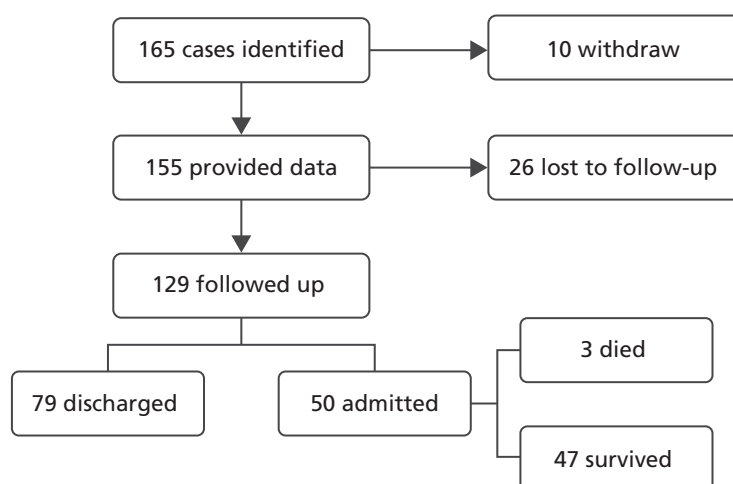 165 cases identified
10 withdraw
155 provided data
26 lost to follow-up
129 followed up
3 died
79 discharged
50 admitted
47 survived